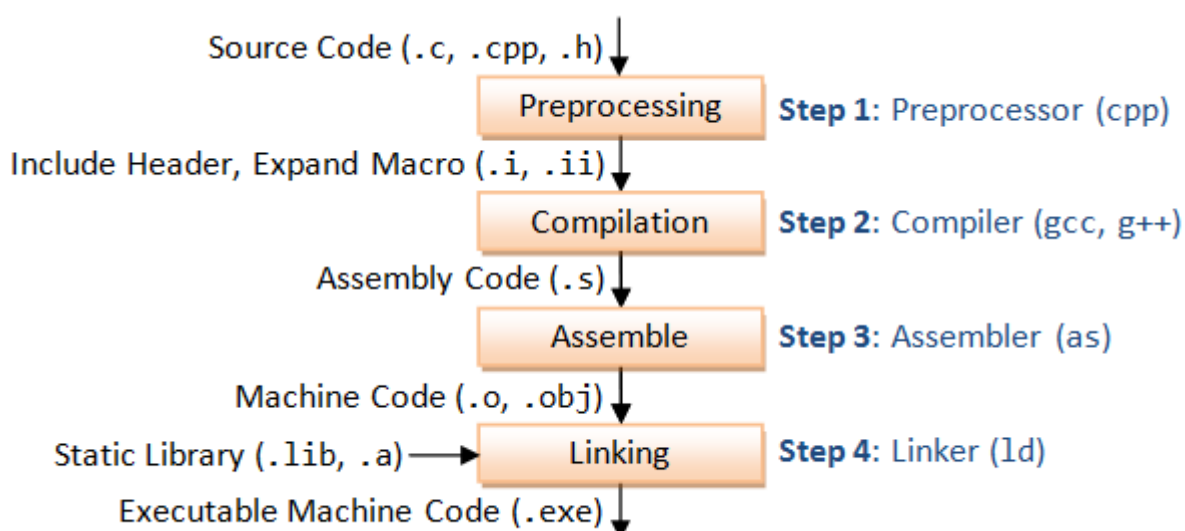 Source Code (.c, .cpp, .h)
Preprocessing
Step 1: Preprocessor (cpp)
Include Header, Expand Macro (.i, .ii)
Compilation
Step 2: Compiler (gcc, g++)
Assembly Code (.s)
Assemble
Step 3: Assembler (as)
Machine Code (.o, .obj)
Static Library (.lib, .a)
Linking
Step 4: Linker (ld)
Executable Machine Code (.exe)